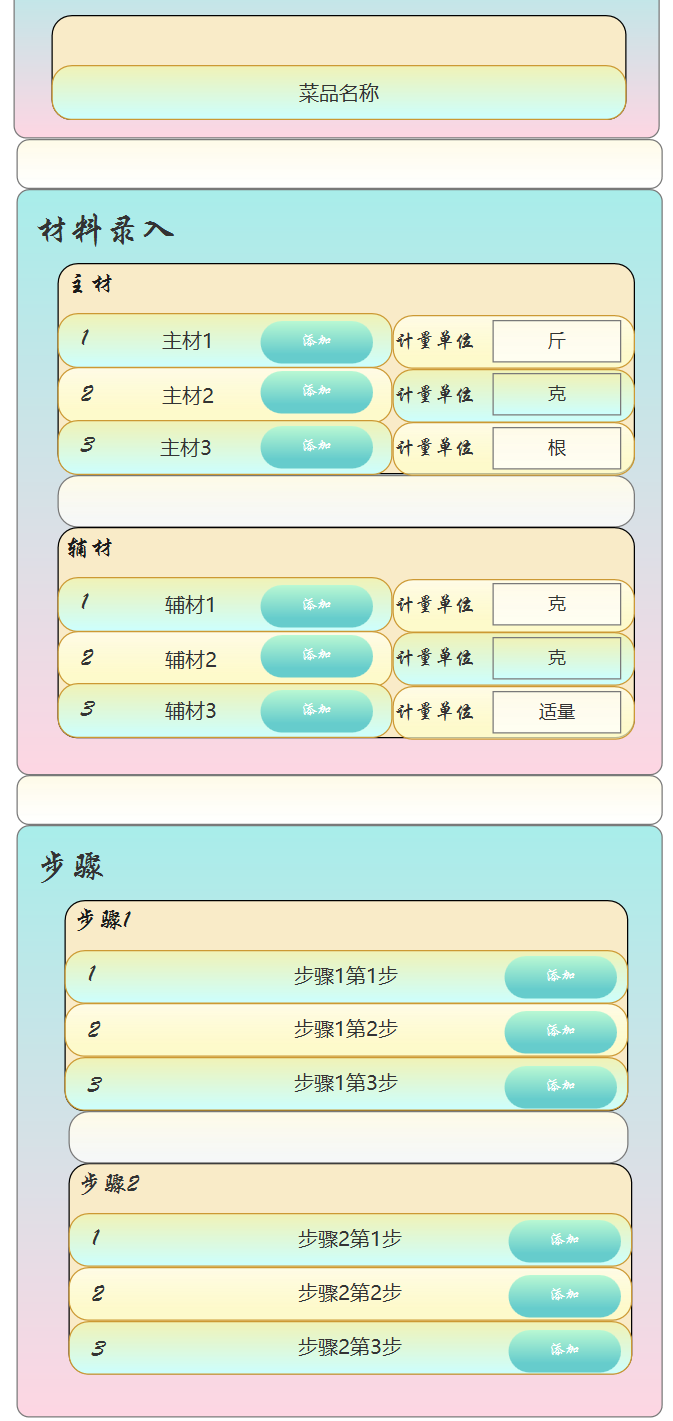 菜品名称
材料录入
主材
1 主材1 添加 计量单位 斤
2 主材2 添加 计量单位 克
3 主材3 添加 计量单位 根
辅材
1 辅材1 添加 计量单位 克
2 辅材2 添加 计量单位 克
3 辅材3 添加 计量单位 适量
步骤
步骤1
1 步骤1第1步 添加
2 步骤1第2步 添加
3 步骤1第3步 添加
步骤2
1 步骤2第1步 添加
2 步骤2第2步 添加
3 步骤2第3步 添加